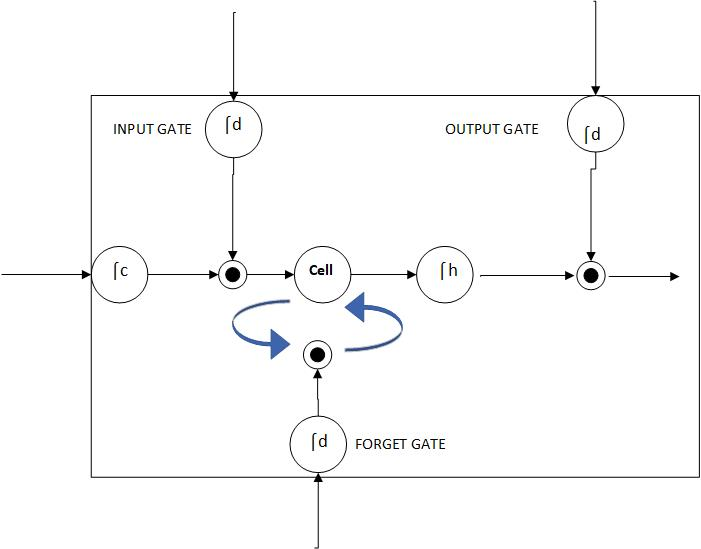 ⌠d
INPUT GATE
OUTPUT GATE
⌠d
⌠c
Cell
⌠h
⌠d
FORGET GATE